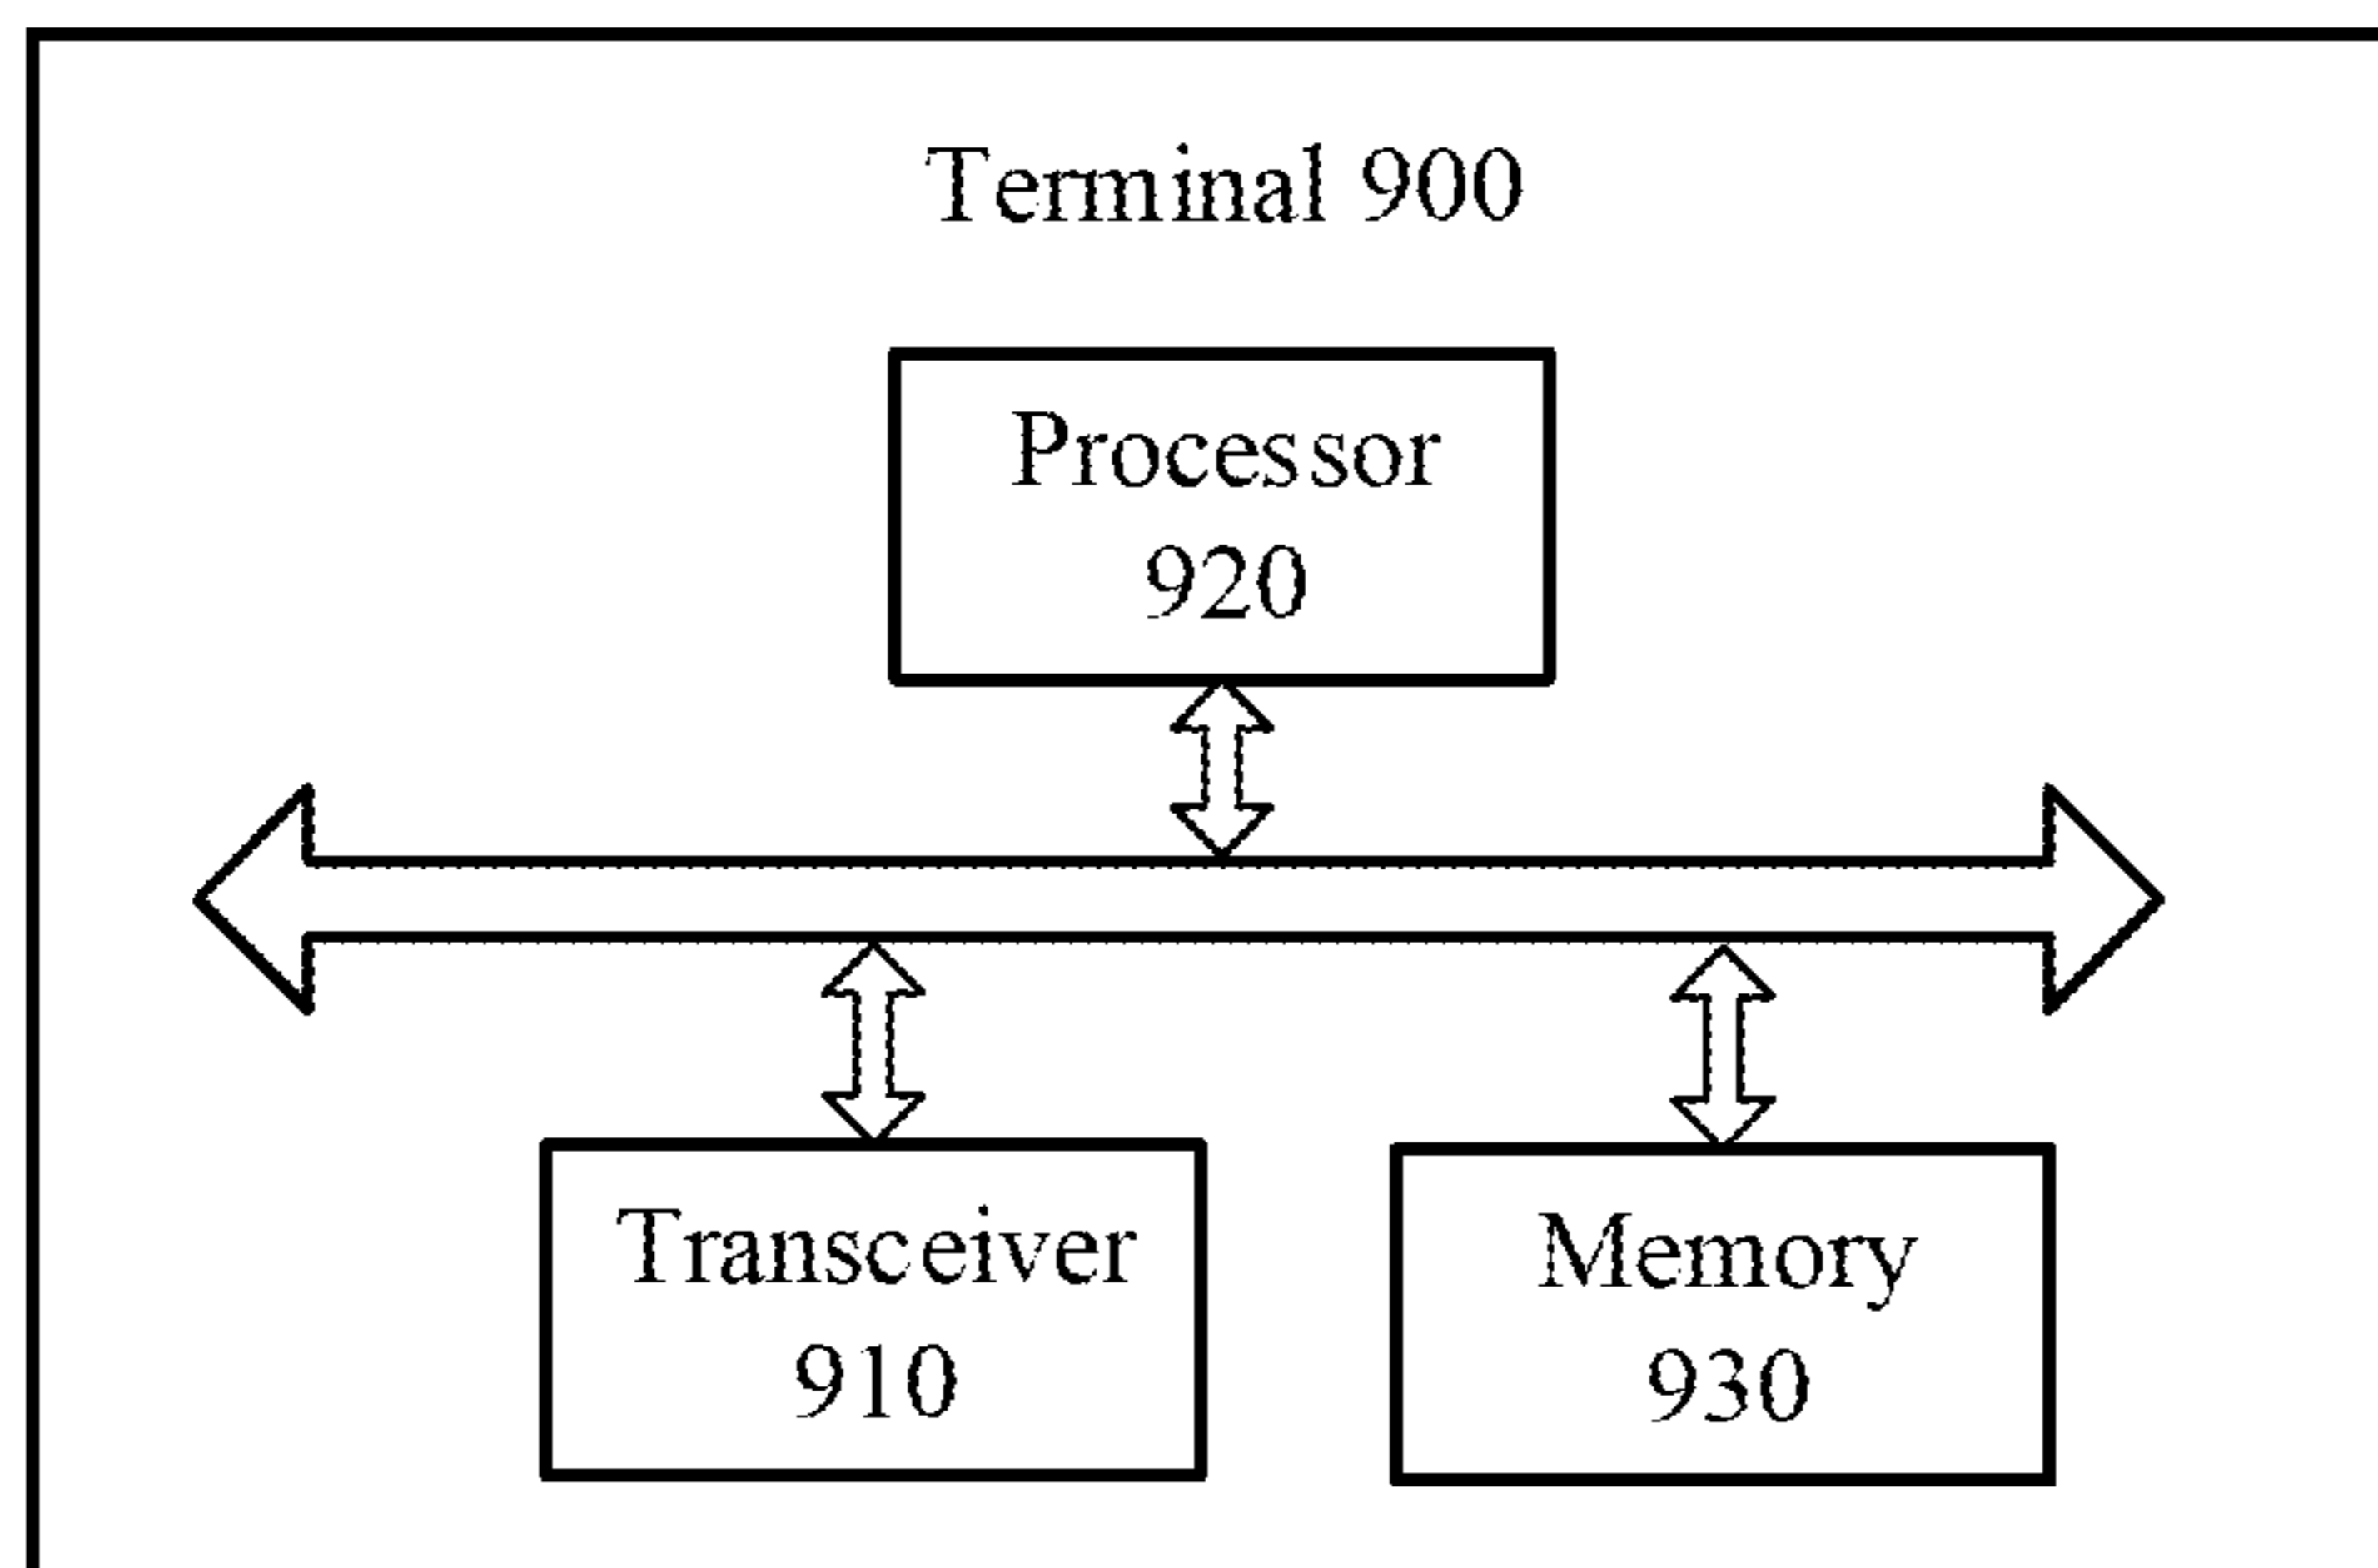 Terminal 900
Processor
920
Transceiver
910
Memory
930